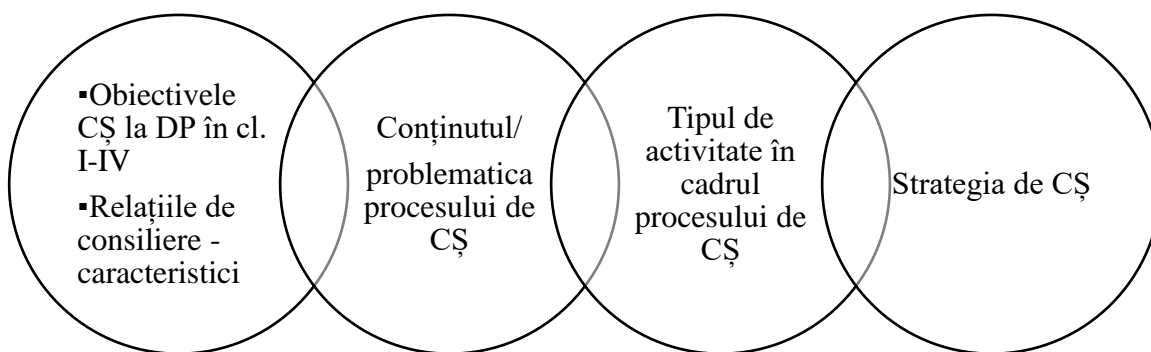 ▪Obiectivele
CȘ la DP în cl.
I-IV
▪Relațiile de
consiliere -
caracteristici
Conținutul/
problematica
procesului de
CȘ
Tipul de
activitate în
cadrul
procesului de
CȘ
Strategia de CȘ